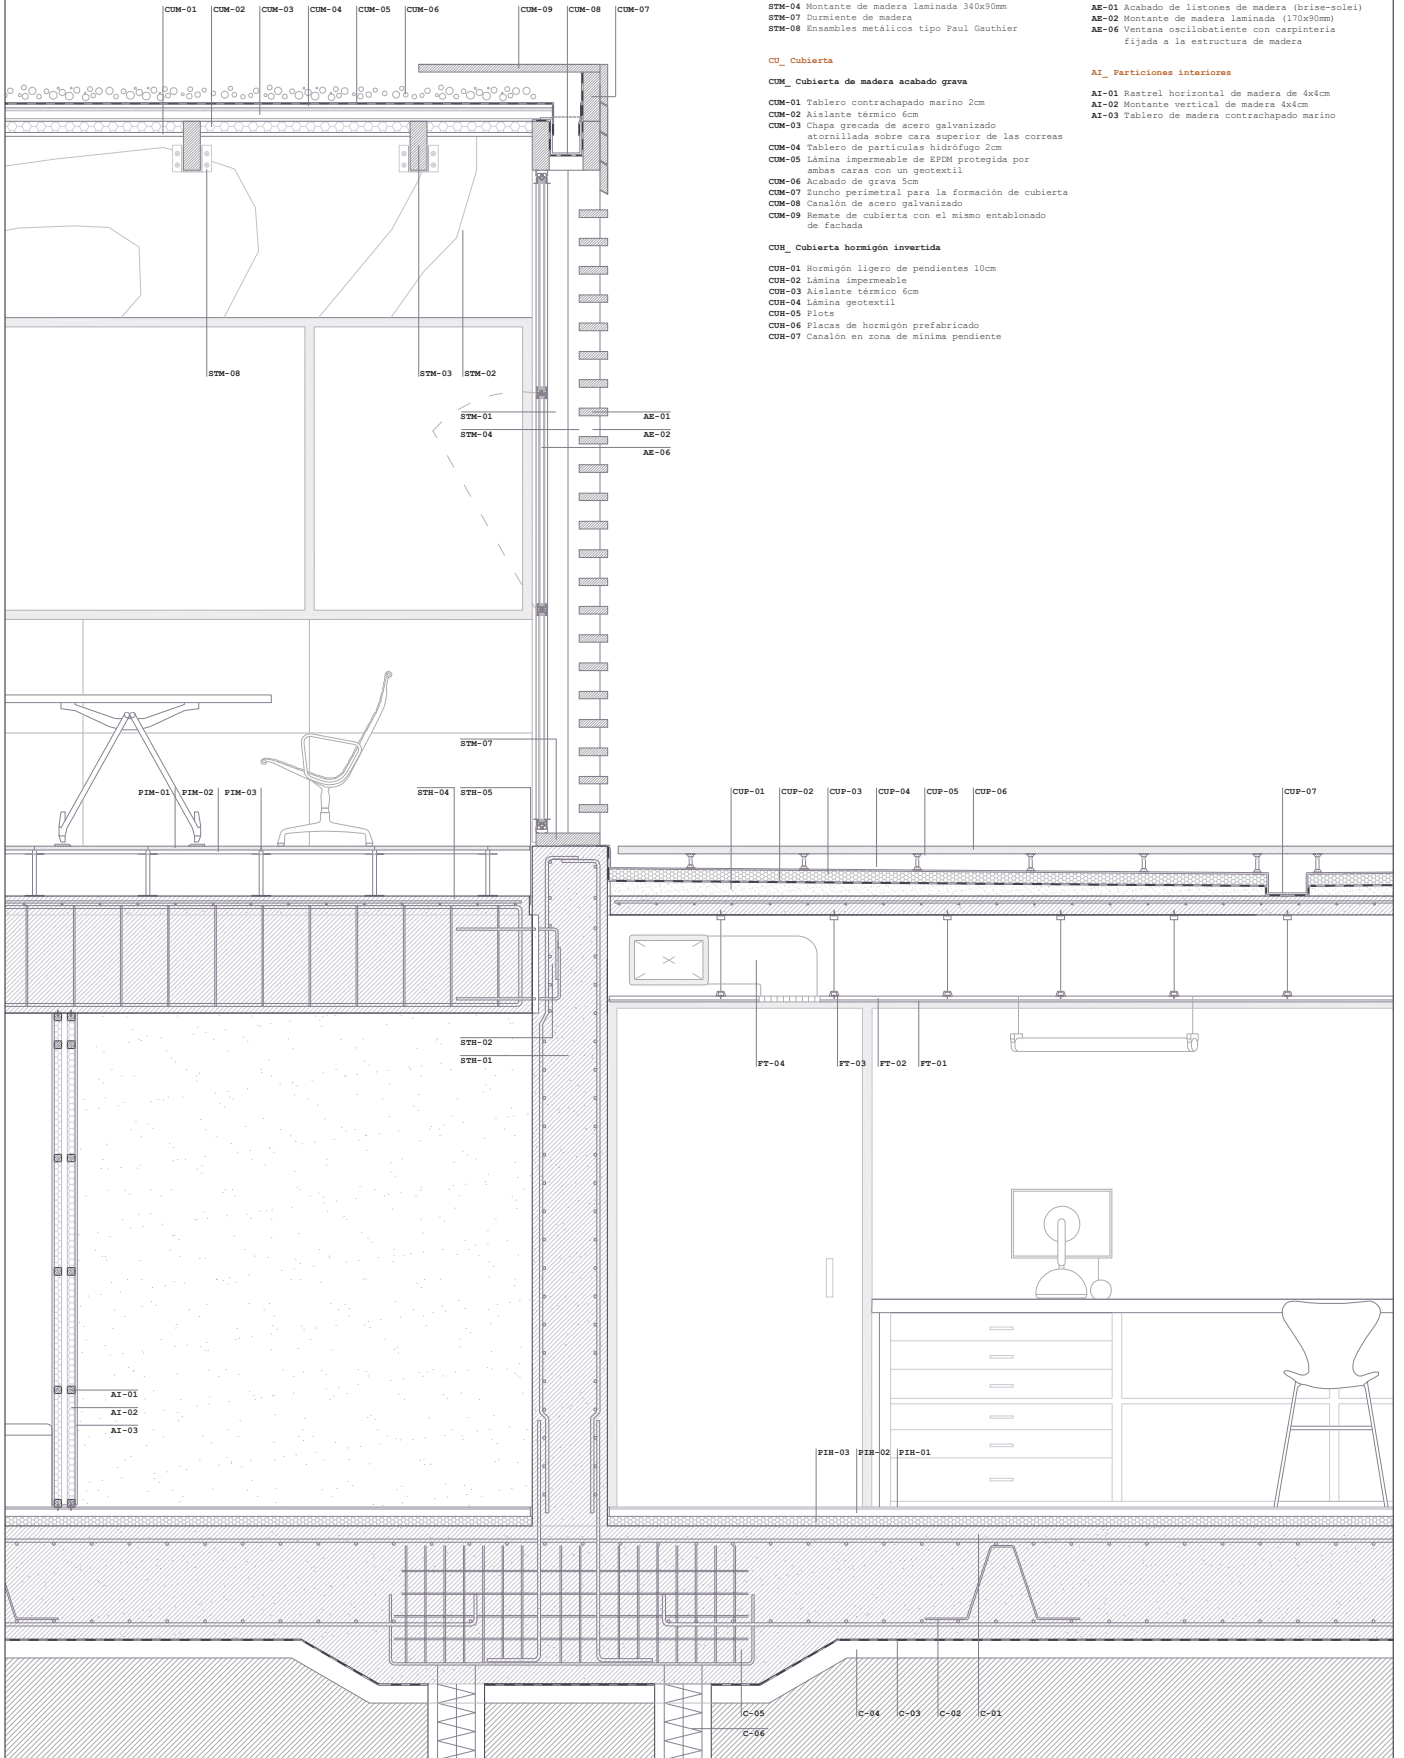 CUM-01 CUM-02 CUM-03 CUM-04 CUM-05 CUM-06 CUM-09 CUM-08 CUM-07
STM-04 Montante de madera laminada 340x90mm
STM-07 Durmiente de madera
STM-08 Ensambles metálicos tipo Paul Gauthier
CU_ Cubierta
CUM_ Cubierta de madera acabado grava
CUM-01 Tablero contrachapado marino 2cm
CUM-02 Aislante térmico 6cm
CUM-03 Chapa grecada de acero galvanizado
atornillada sobre cara superior de las correas
CUM-04 Tablero de partículas hidrófugo 2cm
CUM-05 Lámina impermeable de EPDM protegida por
ambas caras con un geotextil
CUM-06 Acabado de grava 5cm
CUM-07 Zuncho perimetral para la formación de cubierta
CUM-08 Canalón de acero galvanizado
CUM-09 Remate de cubierta con el mismo entablonado
de fachada
CUH_ Cubierta hormigón invertida
CUH-01 Hormigón ligero de pendientes 10cm
CUH-02 Lámina impermeable
CUH-03 Aislante térmico 6cm
CUH-04 Lámina geotextil
CUH-05 Plots
CUH-06 Placas de hormigón prefabricado
CUH-07 Canalón en zona de mínima pendiente
AE-01 Acabado de listones de madera (brise-solei)
AE-02 Montante de madera laminada (170x90mm)
AE-06 Ventana oscilobatiente con carpintería
fijada a la estructura de madera
AI_ Particiones interiores
AI-01 Rastrel horizontal de madera de 4x4cm
AI-02 Montante vertical de madera 4x4cm
AI-03 Tablero de madera contrachapado marino
STM-08 STM-03 STM-02
STM-01 AE-01
STM-04 AE-02
AE-06
STM-07
PIM-01 PIM-02 PIM-03 STH-04 STH-05 CUP-01 CUP-02 CUP-03 CUP-04 CUP-05 CUP-06 CUP-07
STH-02
STH-01 FT-04 FT-03 FT-02 FT-01
AI-01
AI-02
AI-03
PIH-03 PIH-02 PIH-01
C-05 C-04 C-03 C-02 C-01
C-06